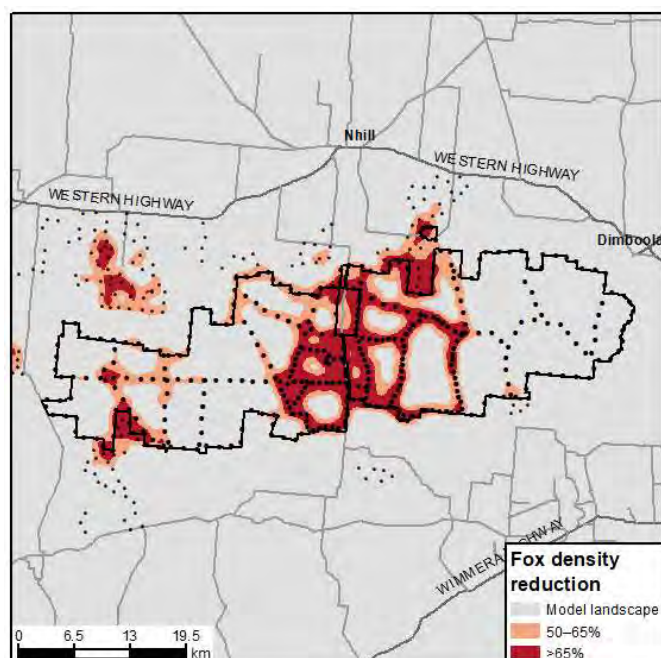 Nhill
WESTERN HIGHWAY
WESTERN HIGHWAY
Dimboola
WIMMERA HIGHWAY
Fox density
reduction
Model landscape
50–65%
>65%
0 6.5 13 19.5
km